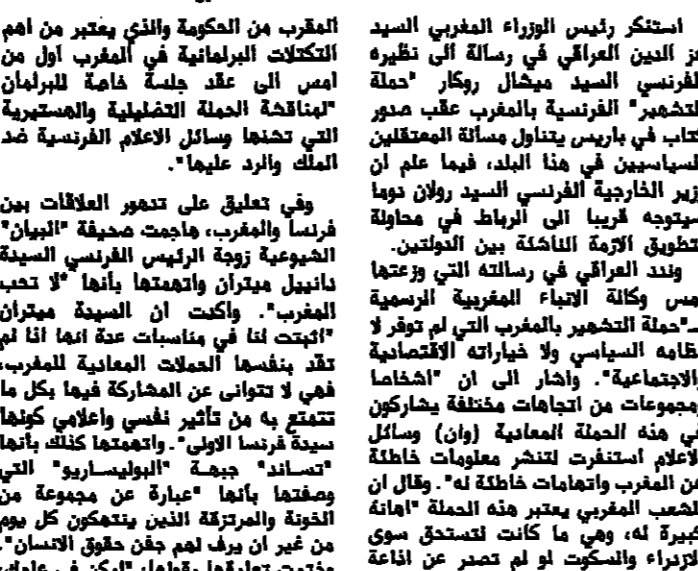 استنكر رئيس الوزراء المغربي السيد
عز الدين العراقي في رسالة الى نظيره
الفرنسي السيد ميشال روكار "حملة
التشهير" الفرنسية بالمغرب عقب صدور
كتاب في باريس يتناول مسألة المعتقلين
السياسيين في هذا البلد، فيما علم ان
وزير الخارجية الفرنسي السيد رولان دوما
سيتوجه قريبا الى الرباط في محاولة
لتطويق الازمة الناشئة بين الدولتين.
وندد العراقي في رسالته التي وزعتها
امس وكالة الانباء المغربية الرسمية
بـ"حملة التشهير بالمغرب التي لم توفر لا
نظامه السياسي ولا خياراته الاقتصادية
والاجتماعية". واشار الى ان "اشخاصا
ومجموعات من اتجاهات مختلفة يشاركون
في هذه الحملة المعادية (وان) وسائل
الاعلام استنفرت لتنشر معلومات خاطئة
عن المغرب واتهامات خاطئة له". وقال ان
الشعب المغربي يعتبر هذه الحملة "اهانة
كبيرة له، وهي ما كانت لتستحق سوى
الازدراء والسكوت لو لم تصدر عن اذاعة
المقرب من الحكومة والذي يعتبر من اهم
التكتلات البرلمانية في المغرب اول من
امس الى عقد جلسة خاصة للبرلمان
"لمناقشة الحملة التضليلية والهستيرية
التي تشنها وسائل الاعلام الفرنسية ضد
الملك والرد عليها".
وفي تعليق على تدهور العلاقات بين
فرنسا والمغرب، هاجمت صحيفة "البيان"
الشيوعية زوجة الرئيس الفرنسي السيدة
دانييل ميتران واتهمتها بأنها "لا تحب
المغرب". واكدت ان السيدة ميتران
"اثبتت لنا في مناسبات عدة انها اذا لم
تقد بنفسها الحملات المعادية للمغرب،
فهي لا تتوانى عن المشاركة فيها بكل ما
تتمتع به من تأثير نفسي واعلامي كونها
سيدة فرنسا الاولى". واتهمتها كذلك بأنها
"تساند" جبهة "البوليساريو" التي
وصفتها بأنها "عبارة عن مجموعة من
الخونة والمرتزقة الذين ينتهكون كل يوم
من غير ان يرف لهم جفن حقوق الانسان".
وختمت تعليقها بقولها: "ليكن في علمك